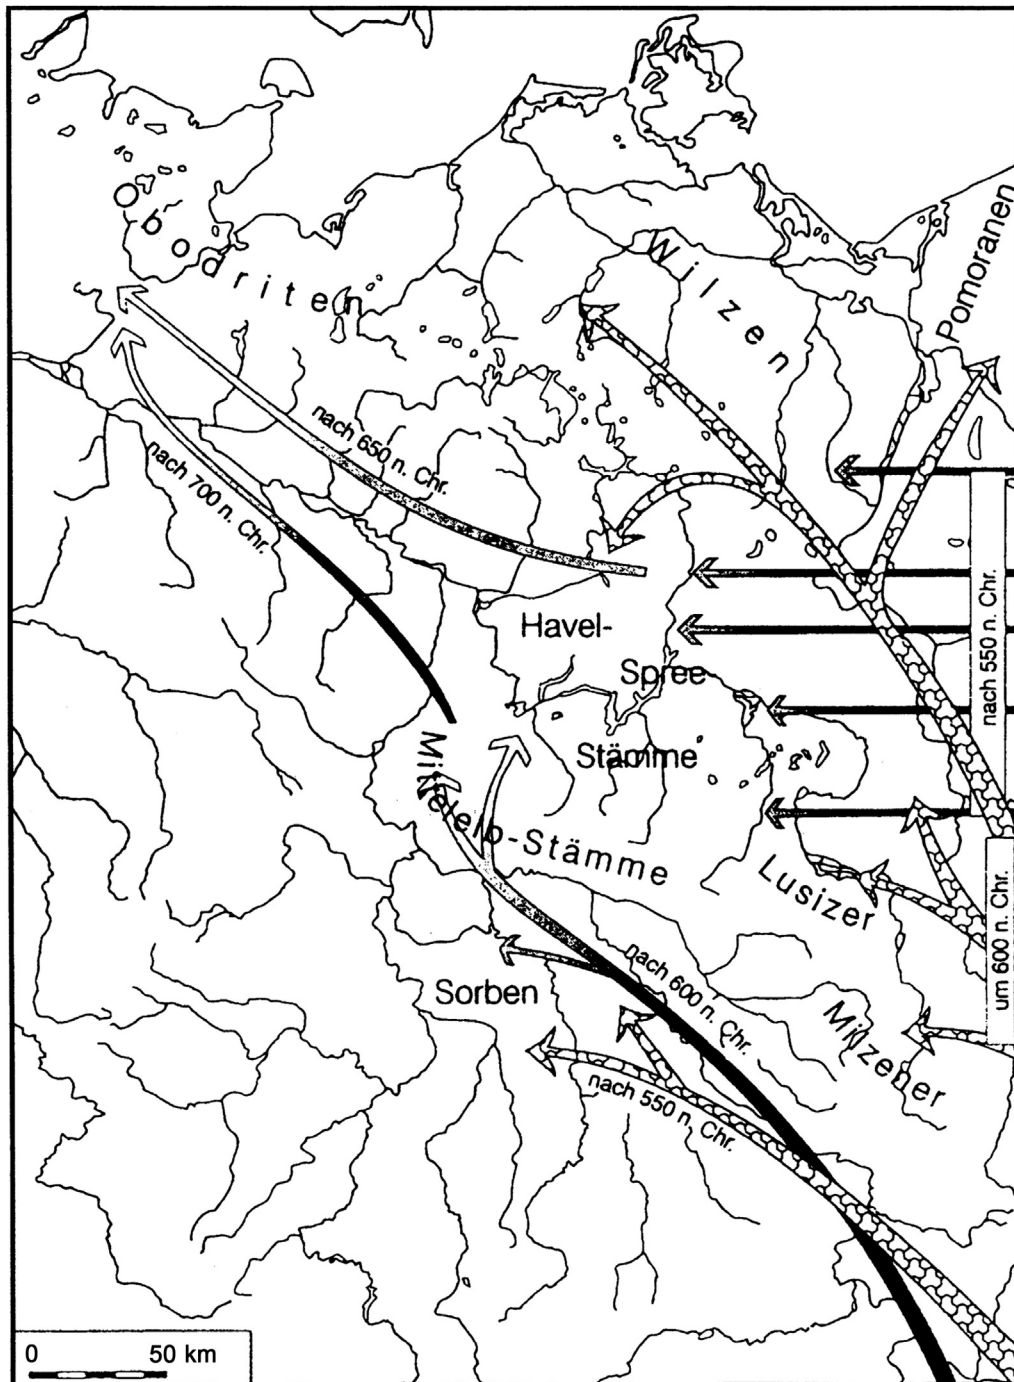 Obodriten
Wilzen
Pomoranen
nach 650 n. Chr.
nach 700 n. Chr.
nach 550 n. Chr.
Havel-
Spree-
Stämme
Mittelelb-Stämme
Lusizer
um 600 n. Chr.
nach 600 n. Chr.
Sorben
Milzener
nach 550 n. Chr.
0 50 km